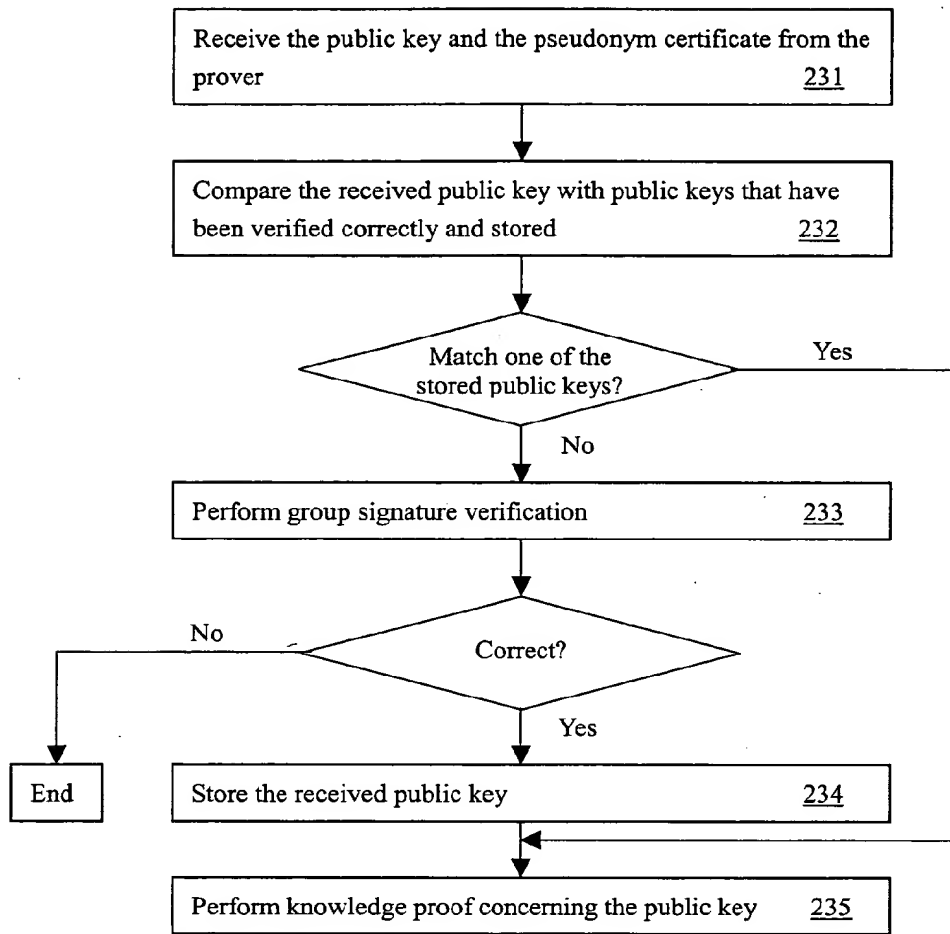 Receive the public key and the pseudonym certificate from the
prover 231
Compare the received public key with public keys that have
been verified correctly and stored 232
Match one of the
stored public keys?
Yes
No
Perform group signature verification 233
No
Correct?
Yes
End
Store the received public key 234
Perform knowledge proof concerning the public key 235